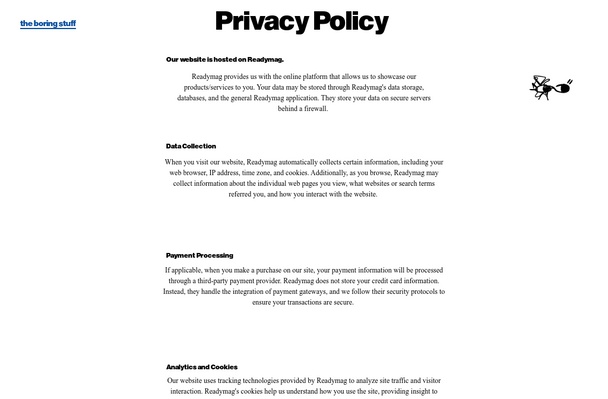 the boring stuff
Privacy Policy
Our website is hosted on Readymag.
Readymag provides us with the online platform that allows us to showcase our
products/services to you. Your data may be stored through Readymag's data storage,
databases, and the general Readymag application. They store your data on secure servers
behind a firewall.
Data Collection
When you visit our website, Readymag automatically collects certain information, including your
web browser, IP address, time zone, and cookies. Additionally, as you browse, Readymag may
collect information about the individual web pages you view, what websites or search terms
referred you, and how you interact with the website.
Payment Processing
If applicable, when you make a purchase on our site, your payment information will be processed
through a third-party payment provider. Readymag does not store your credit card information.
Instead, they handle the integration of payment gateways, and we follow their security protocols to
ensure your transactions are secure.
Analytics and Cookies
Our website uses tracking technologies provided by Readymag to analyze site traffic and visitor
interaction. Readymag's cookies help us understand how you use the site, providing insight to